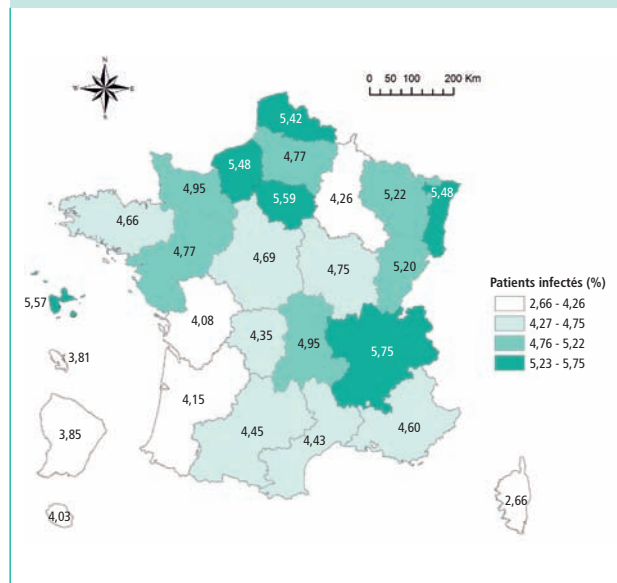 N
W
E
S
0 50 100 200 Km
5,42
4,77
5,48
4,95
5,59
4,26
5,22
5,48
4,66
4,77
4,69
4,75
5,20
5,57
4,08
4,35
4,95
5,75
3,81
4,15
3,85
4,45
4,43
4,60
4,03
2,66
Patients infectés (%)
2,66 - 4,26
4,27 - 4,75
4,76 - 5,22
5,23 - 5,75